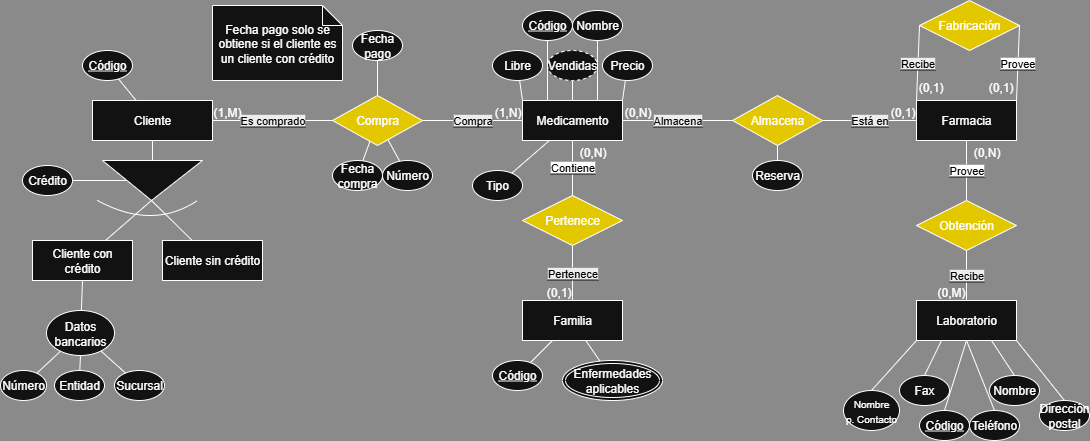 Fecha pago solo se
obtiene si el cliente es
un cliente con crédito
Fecha
pago
Código
Nombre
Libre
Vendidas
Precio
Fabricación
Recibe
Provee
(0,1)
(0,1)
Código
Cliente
(1,M)
Es comprado
Compra
Compra
(1,N)
Medicamento
(0,N)
Almacena
Almacena
Está en
(0,1)
Farmacia
Crédito
Fecha
compra
Número
Tipo
(0,N)
Contiene
Reserva
(0,N)
Provee
Pertenece
Obtención
Cliente con
crédito
Cliente sin crédito
Pertenece
(0,1)
Recibe
(0,M)
Datos
bancarios
Familia
Laboratorio
Número
Entidad
Sucursal
Código
Enfermedades
aplicables
Nombre
p. Contacto
Fax
Código
Teléfono
Nombre
Dirección
postal